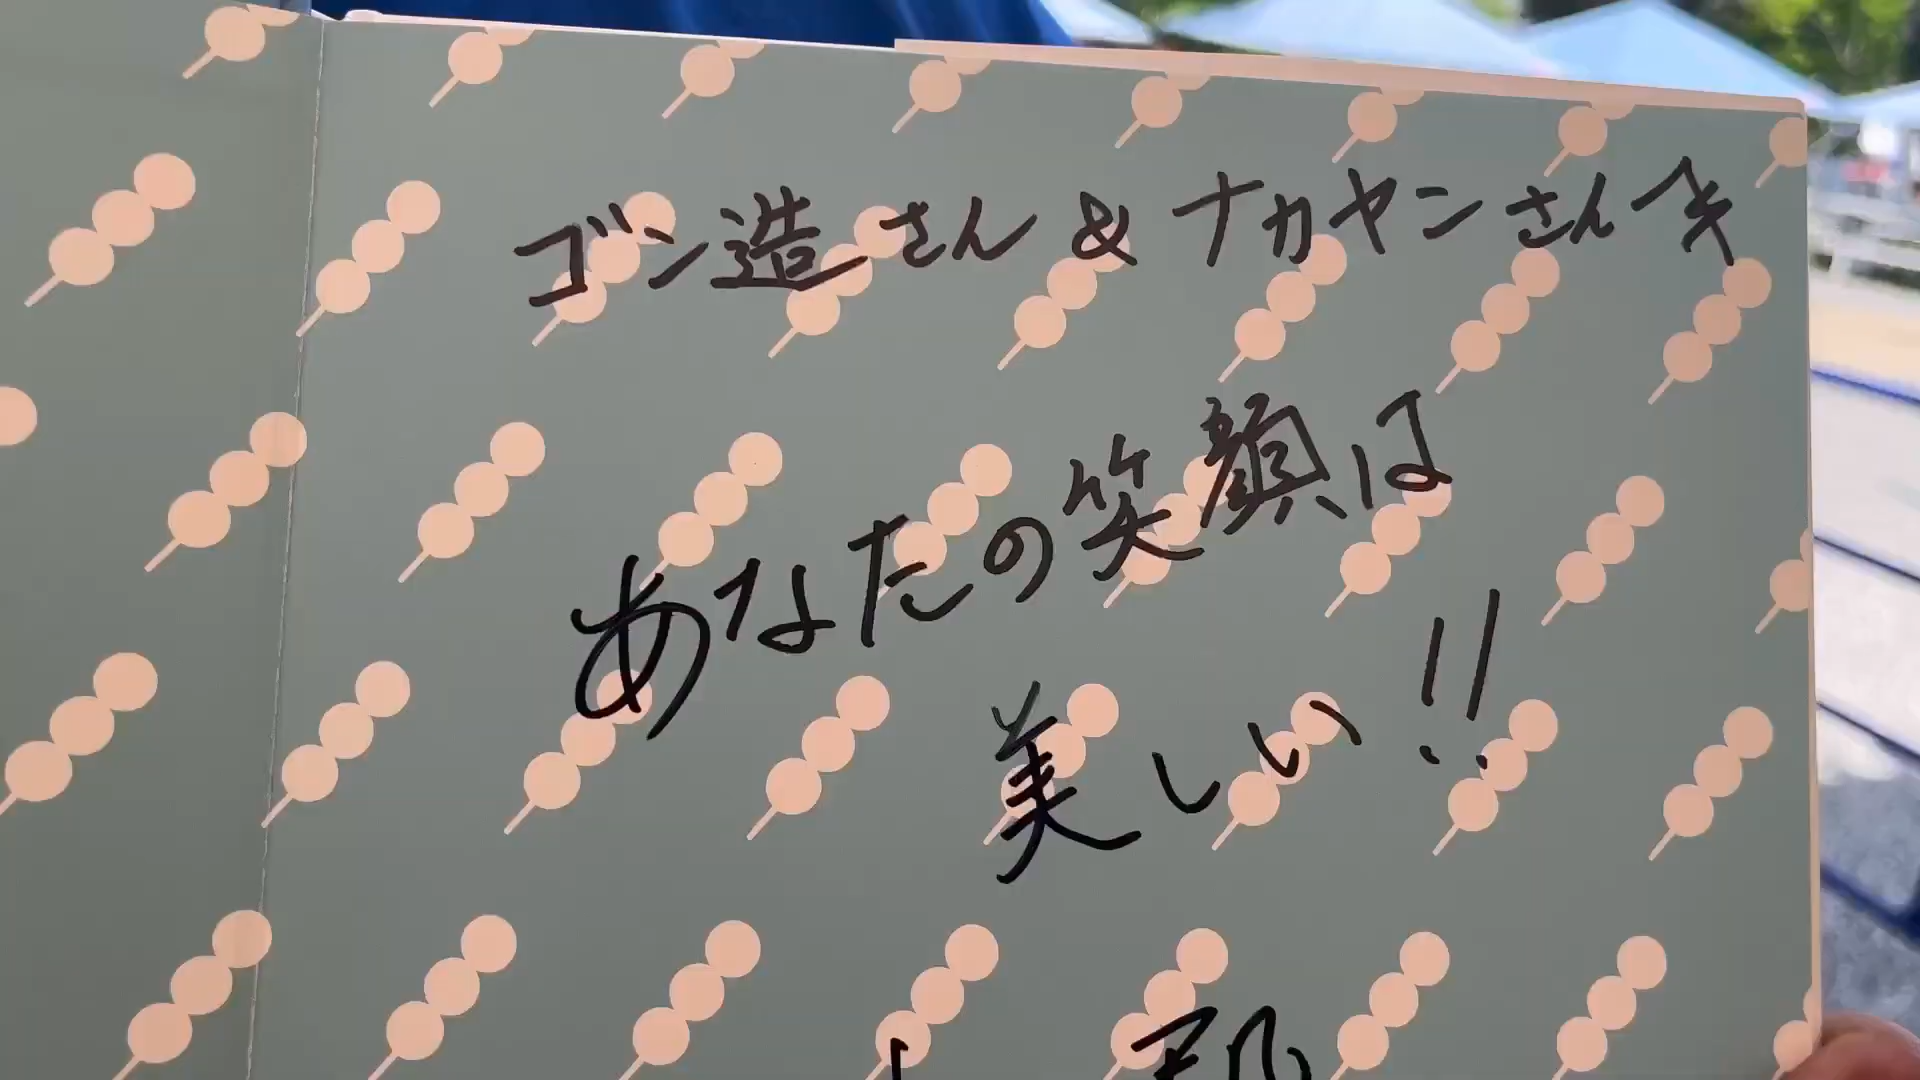 ゴン造さん & ナカヤンさんへ
あなたの笑顔は
美しい!!